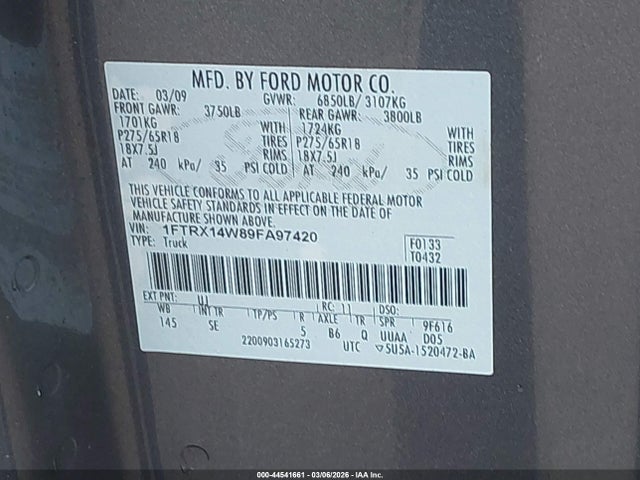 MFD. BY FORD MOTOR CO.
DATE: 03/09 GVWR: 6850LB/ 3107KG
FRONT GAWR: 3750LB REAR GAWR: 3800LB
1701KG WITH 1724KG WITH
P275/65R18 TIRES P275/65R18 TIRES
18X7.5J RIMS 18X7.5J RIMS
AT 240 kPa/ 35 PSI COLD AT 240 kPa/ 35 PSI COLD
THIS VEHICLE CONFORMS TO ALL APPLICABLE FEDERAL MOTOR
VEHICLE SAFETY STANDARDS IN EFFECT ON THE DATE OF
MANUFACTURE SHOWN ABOVE.
VIN: 1FTRX14W89FA97420
TYPE: Truck
F0133
T0432
EXT PNT: UJ RC: 11 DSO:
WB INT TR TP/PS R AXLE TR SPR 9F616
145 SE 5 B6 Q UUAA D05
2200903165273 UTC 5U5A-1520472-BA
000-44541661 - 03/06/2026 - IAA Inc.